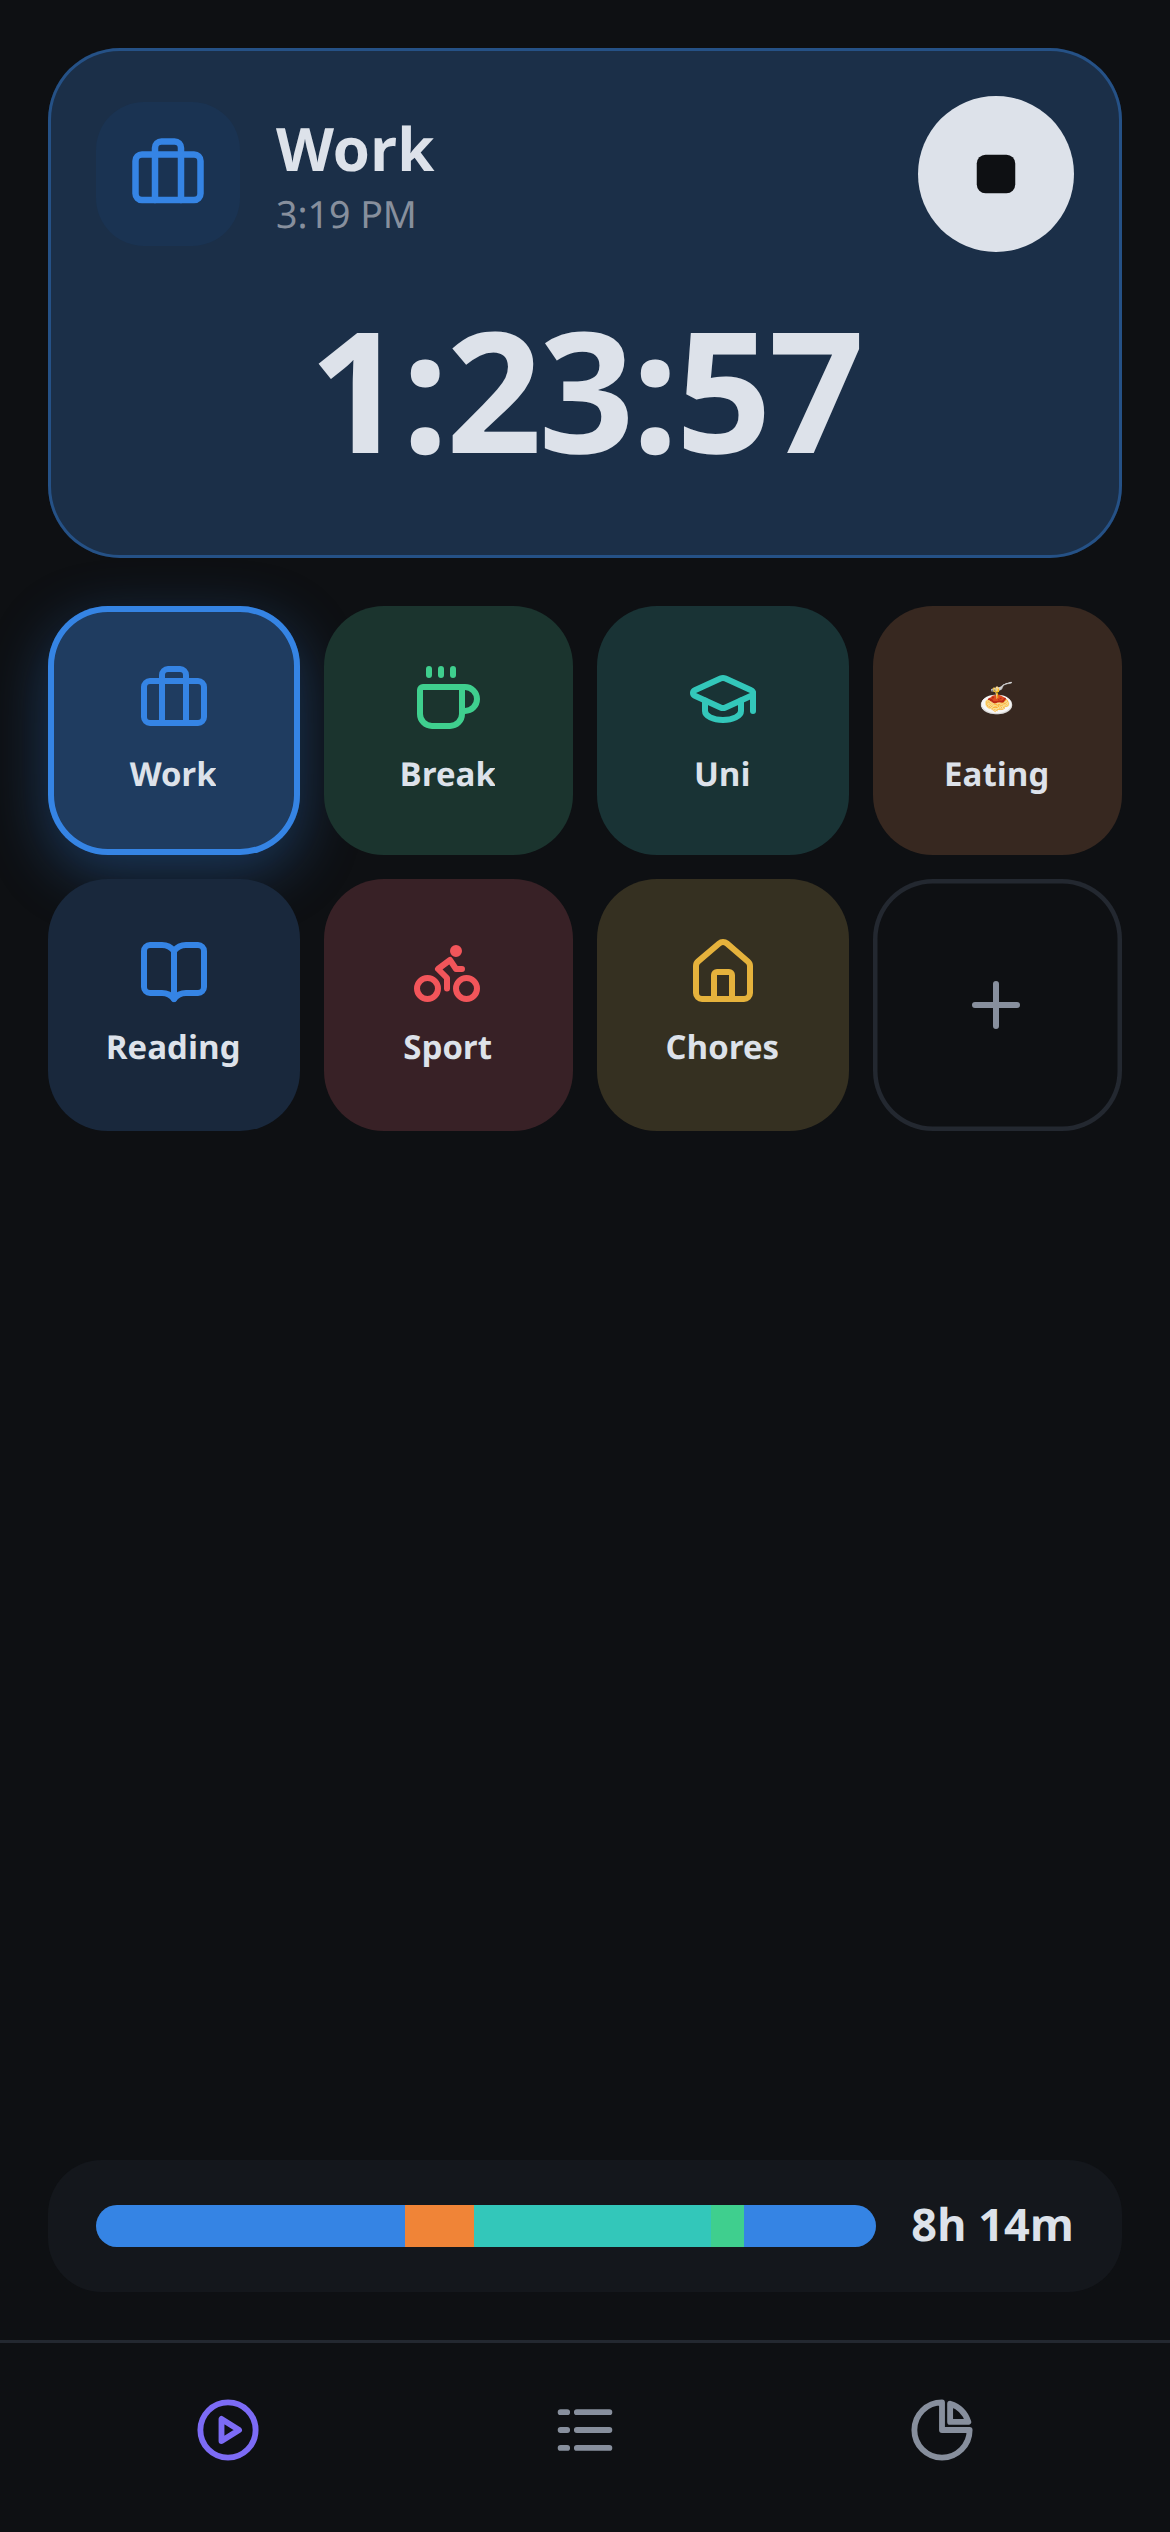 Work
3:19 PM
1:23:57
Work
Break
Uni
Eating
Reading
Sport
Chores
8h 14m